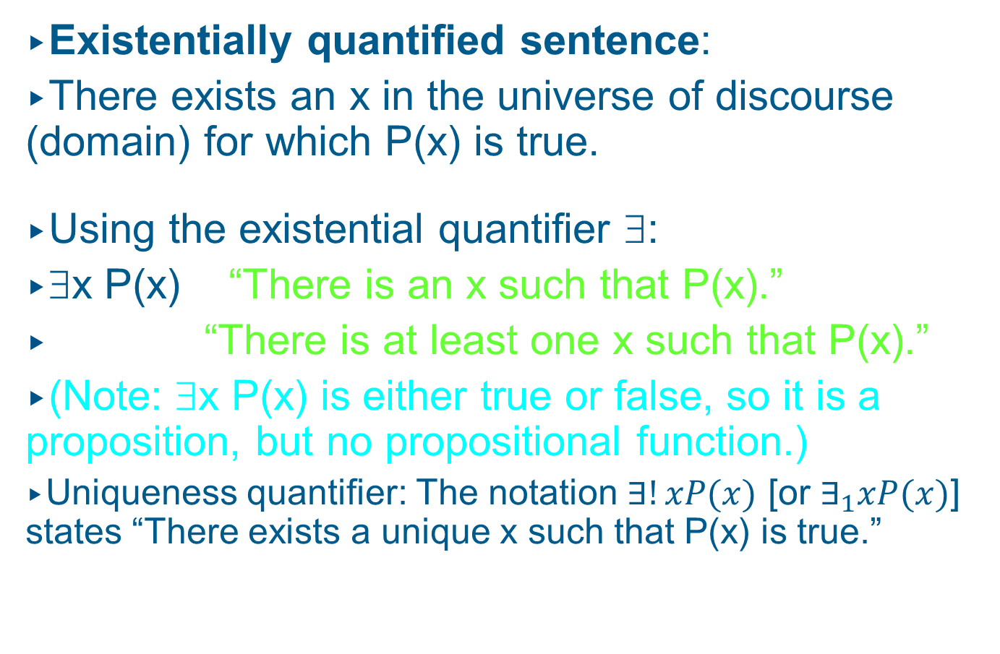 ▸Existentially quantified sentence:
▸There exists an x in the universe of discourse
(domain) for which P(x) is true.
▸Using the existential quantifier ∃:
▸∃x P(x) “There is an x such that P(x).”
▸ “There is at least one x such that P(x).”
▸(Note: ∃x P(x) is either true or false, so it is a
proposition, but no propositional function.)
▸Uniqueness quantifier: The notation ∃! 𝑥𝑃(𝑥) [or ∃₁𝑥𝑃(𝑥)]
states “There exists a unique x such that P(x) is true.”